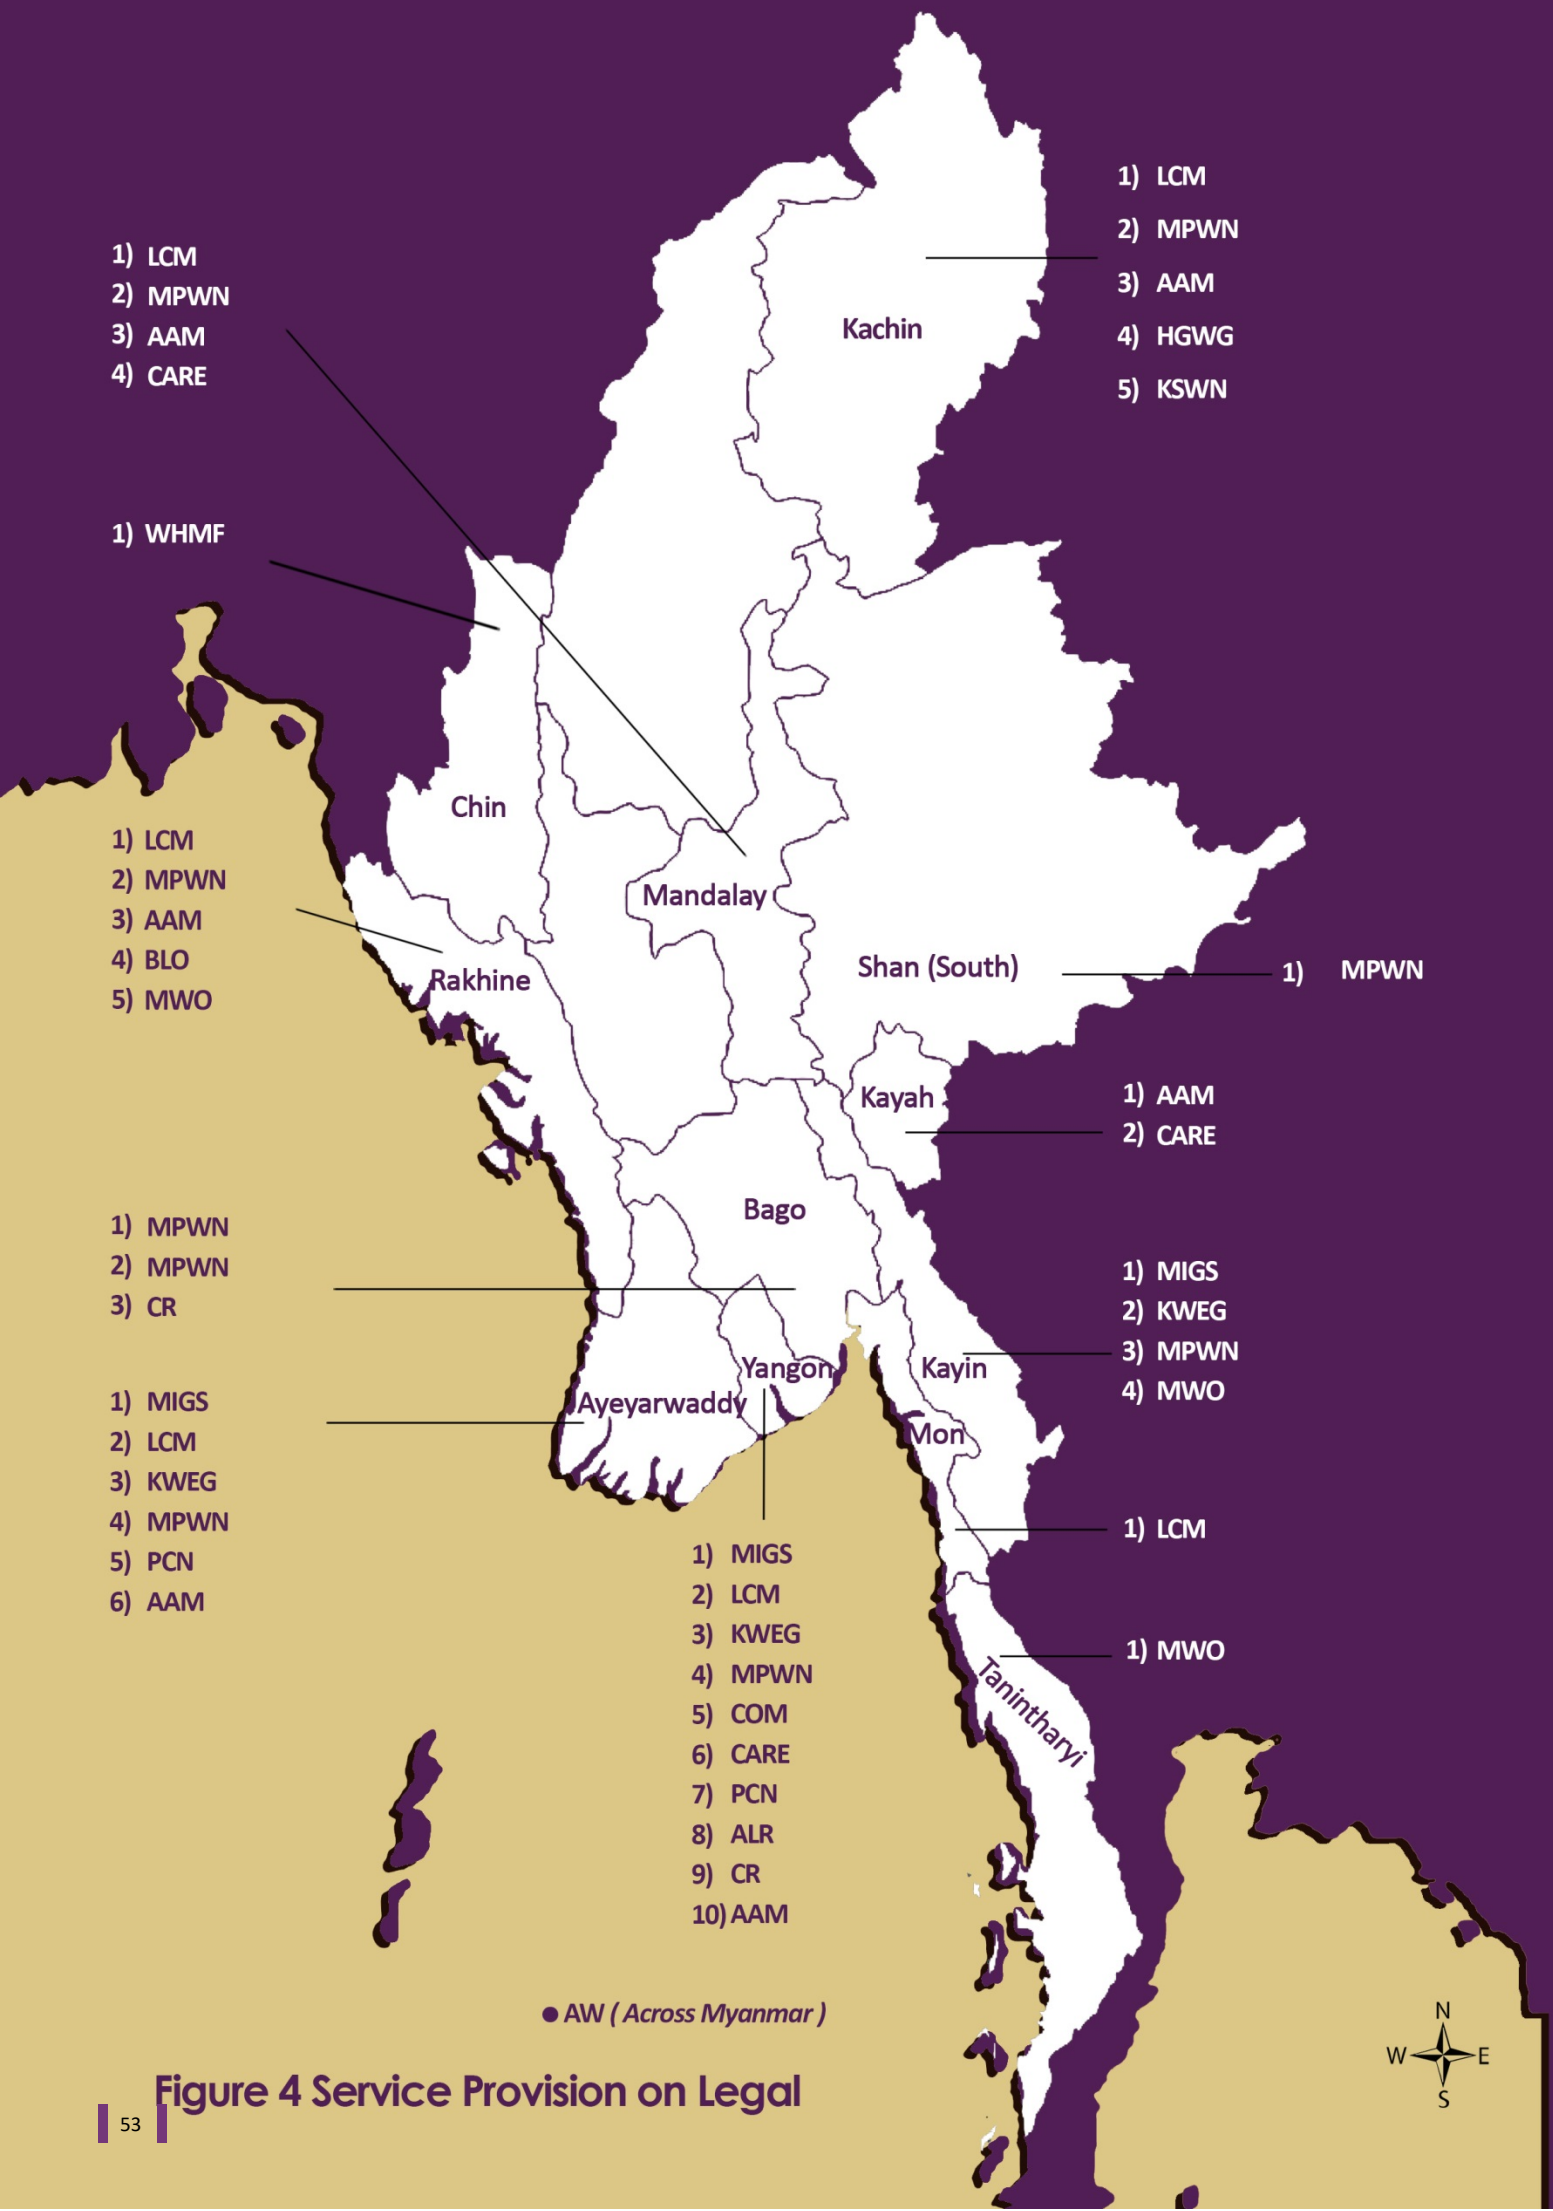 1) LCM
2) MPWN
3) AAM
4) HGWG
5) KSWN
1) LCM
2) MPWN
3) AAM
4) CARE
Kachin
1) WHMF
Chin
1) LCM
2) MPWN
3) AAM
4) BLO
5) MWO
Mandalay
Rakhine
Shan (South)
1) MPWN
Kayah
1) AAM
2) CARE
Bago
1) MPWN
2) MPWN
3) CR
1) MIGS
2) KWEG
3) MPWN
4) MWO
Yangon
Kayin
Ayeyarwaddy
Mon
1) MIGS
2) LCM
3) KWEG
4) MPWN
5) PCN
6) AAM
1) LCM
1) MIGS
2) LCM
3) KWEG
4) MPWN
5) COM
6) CARE
7) PCN
8) ALR
9) CR
10) AAM
1) MWO
Tanintharyi
● AW ( Across Myanmar )
N
W E
S
Figure 4 Service Provision on Legal
53